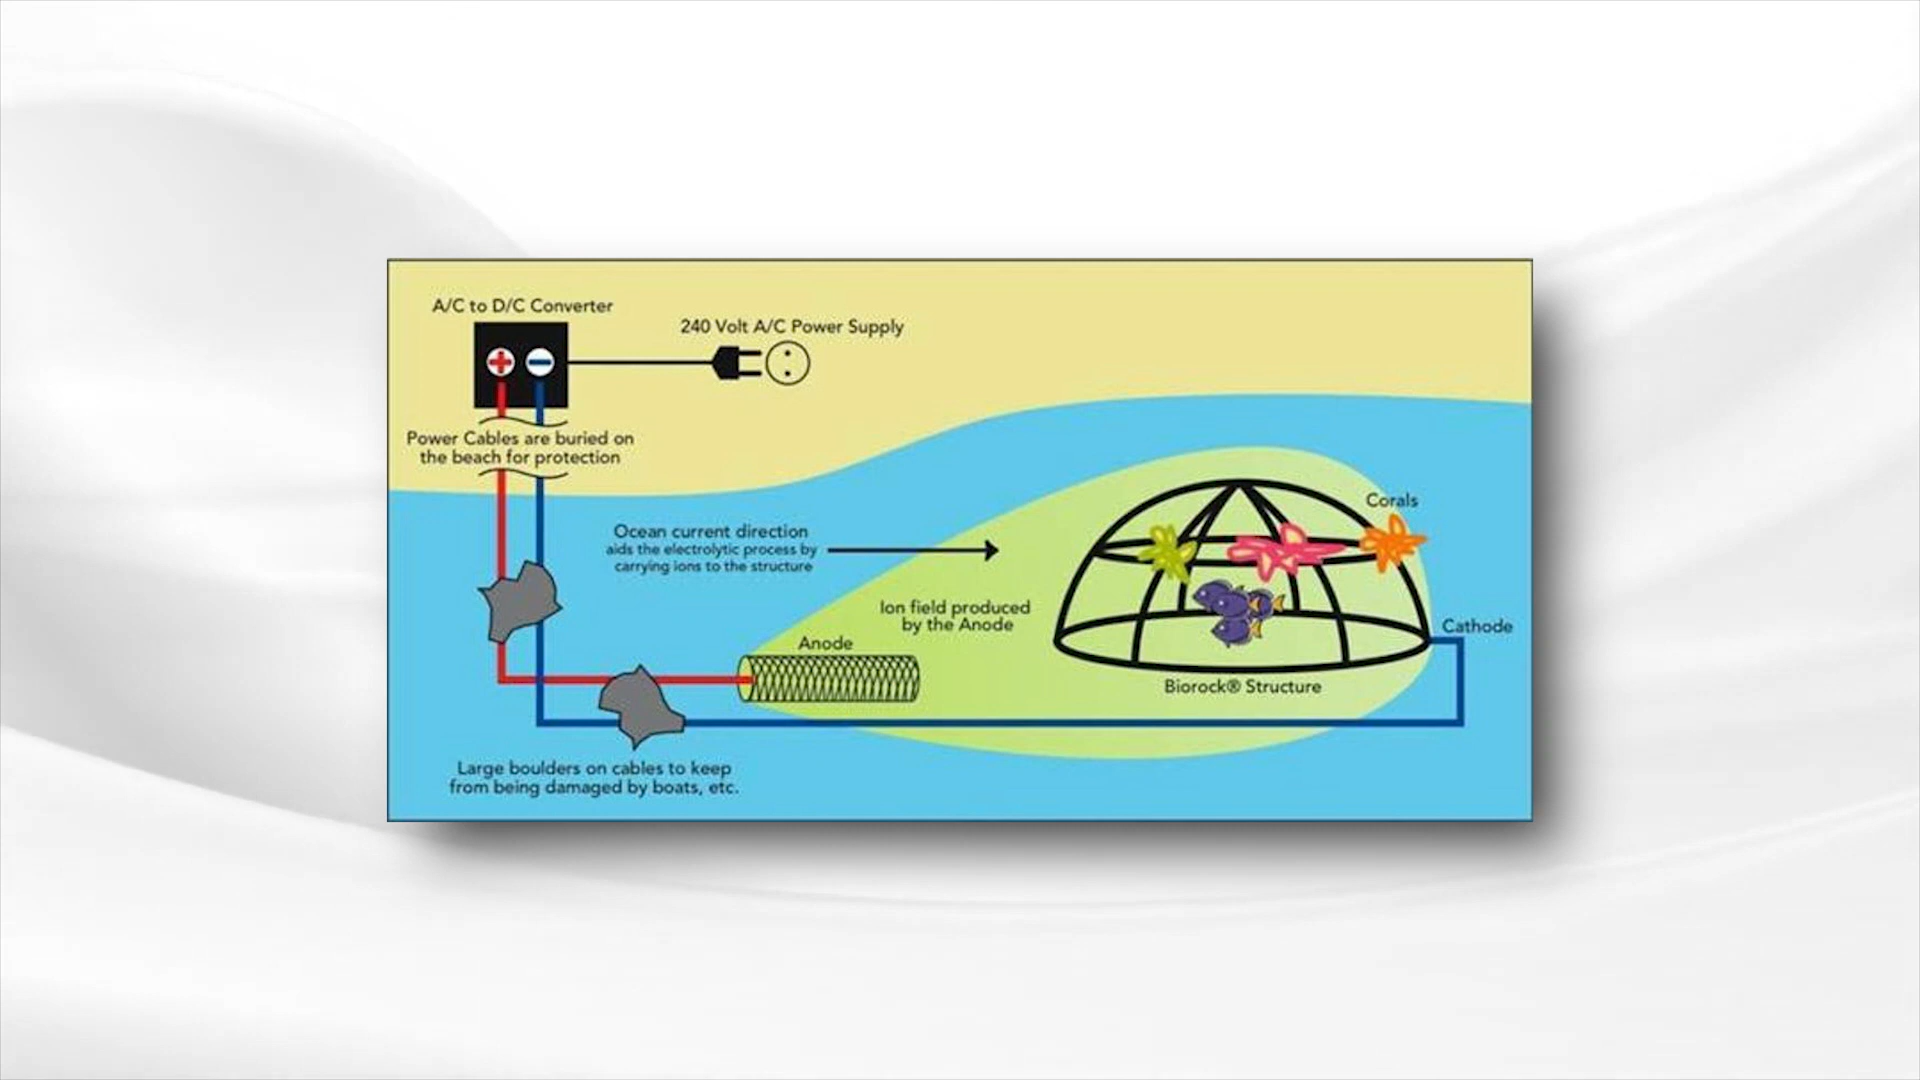 A/C to D/C Converter
240 Volt A/C Power Supply
Power Cables are buried on
the beach for protection
Ocean current direction
aids the electrolytic process by
carrying ions to the structure
Corals
Ion field produced
by the Anode
Cathode
Anode
Biorock® Structure
Large boulders on cables to keep
from being damaged by boats, etc.